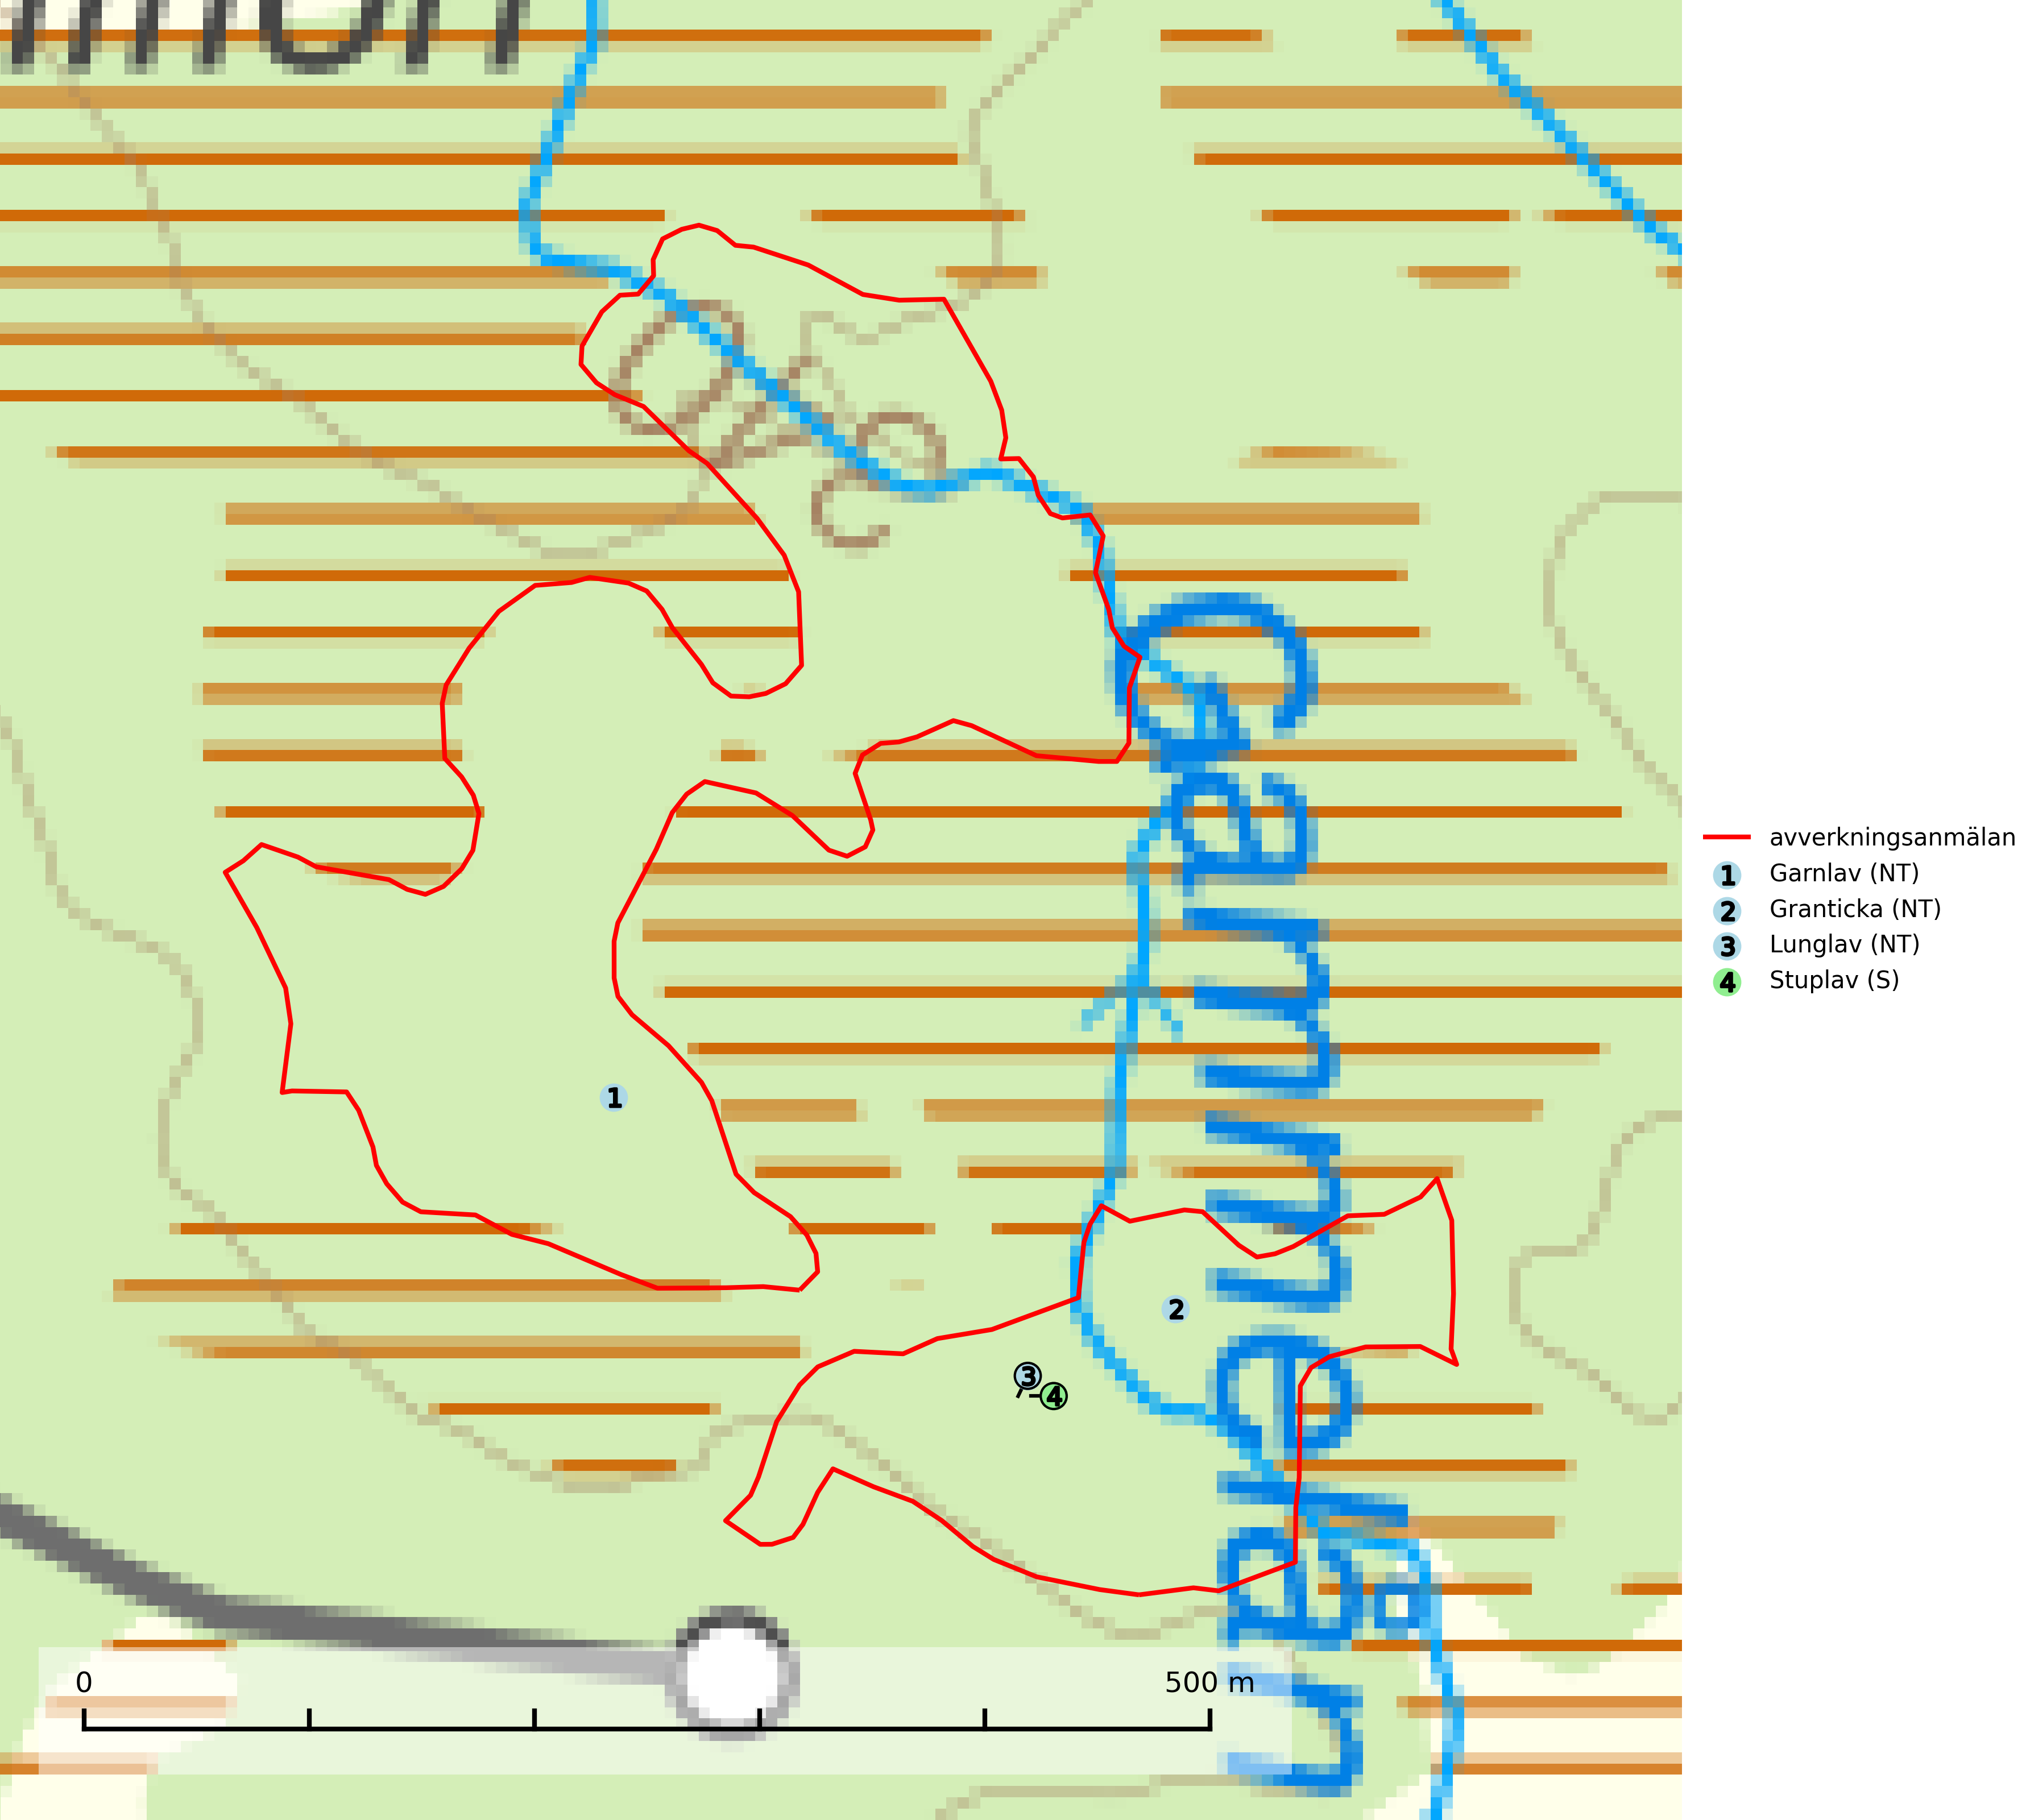 avverkningsanmälan
1 Garnlav (NT)
2 Granticka (NT)
3 Lunglav (NT)
4 Stuplav (S)
1
2
3
4
0 500 m